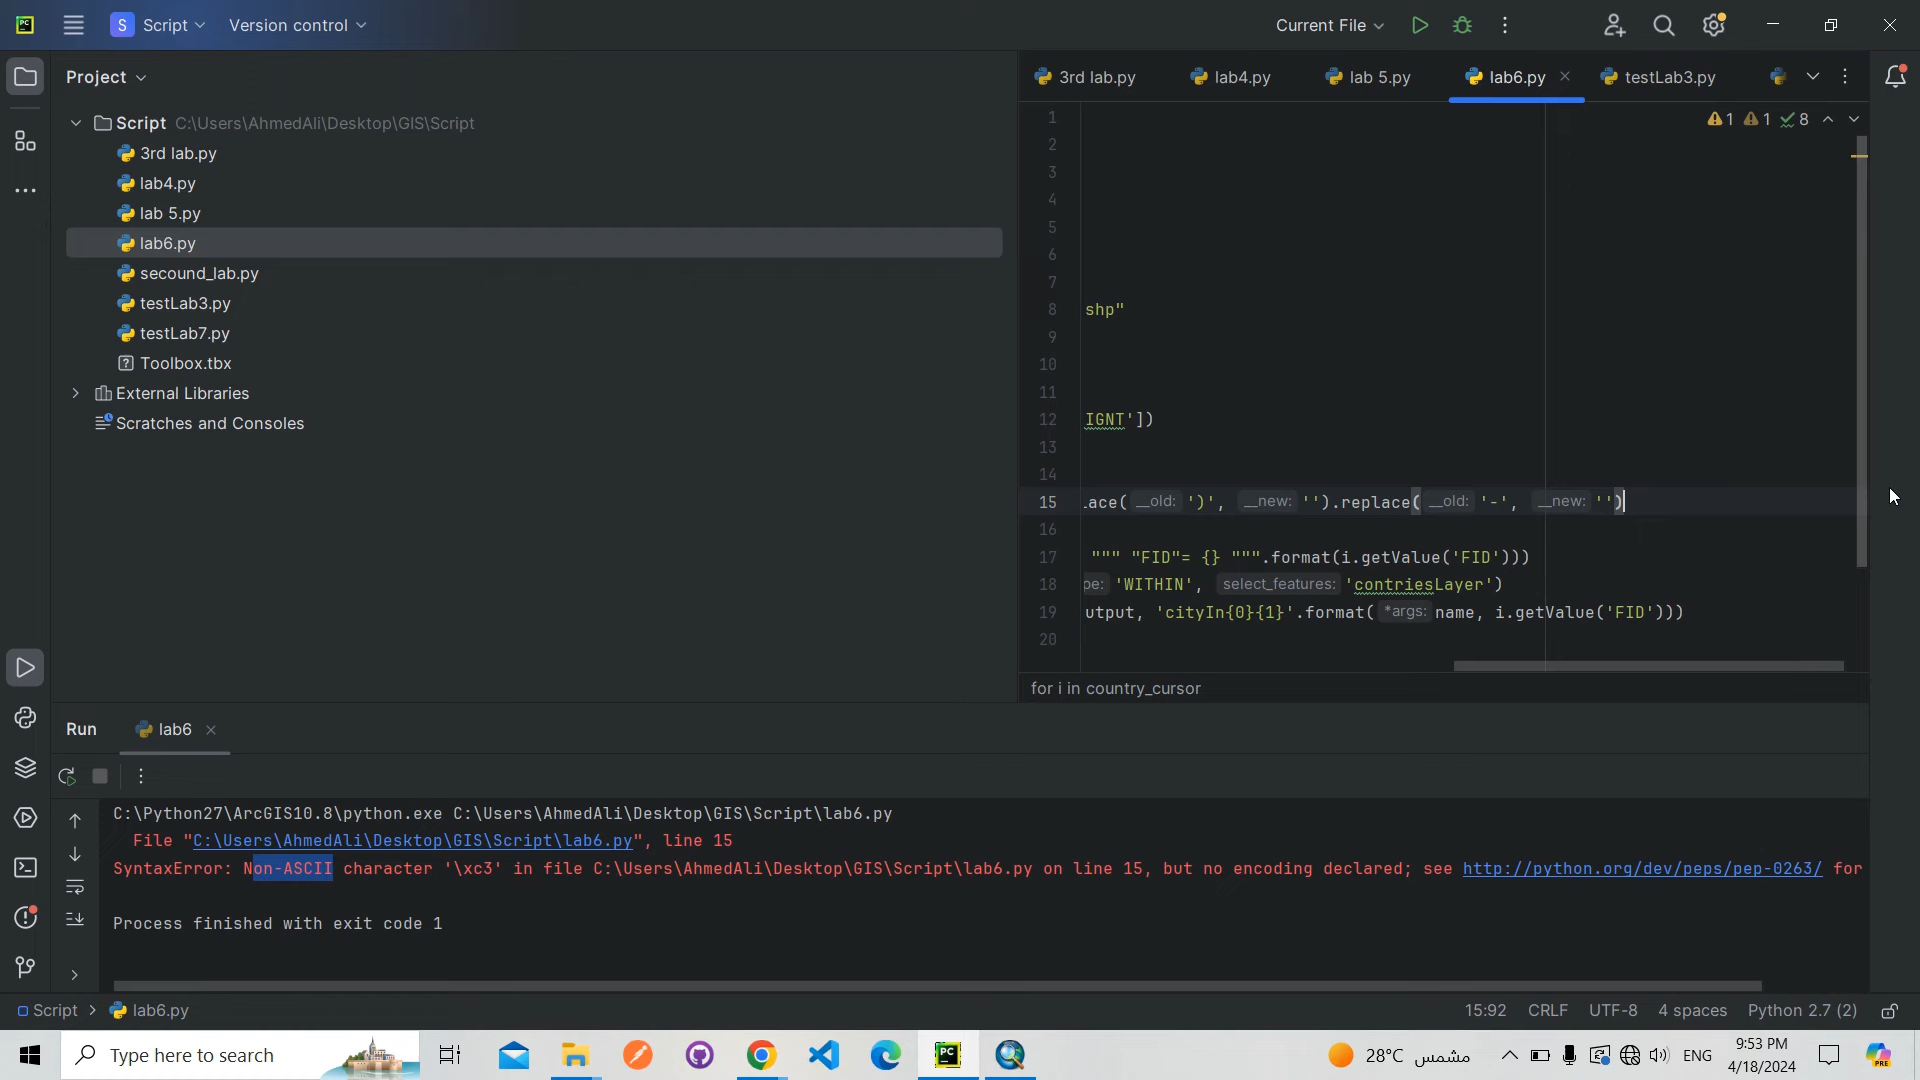 PC
S Script
Version control
Current File
Project
3rd lab.py
lab4.py
lab 5.py
lab6.py
testLab3.py
Script C:\Users\AhmedAli\Desktop\GIS\Script
3rd lab.py
lab4.py
lab 5.py
lab6.py
secound_lab.py
testLab3.py
testLab7.py
Toolbox.tbx
External Libraries
Scratches and Consoles
1 1 8
1
2
3
4
5
6
7
8 shp"
9
10
11
12 IGNT'])
13
14
15 lace( __old: ')', __new: '').replace( __old: '-', __new: '')
16
17 """ "FID"= {} """.format(i.getValue('FID')))
18 pe: 'WITHIN', select_features: 'contriesLayer')
19 utput, 'cityIn{0}{1}'.format( *args: name, i.getValue('FID')))
20
for i in country_cursor
Run
lab6
C:\Python27\ArcGIS10.8\python.exe C:\Users\AhmedAli\Desktop\GIS\Script\lab6.py
File "C:\Users\AhmedAli\Desktop\GIS\Script\lab6.py", line 15
SyntaxError: Non-ASCII character '\xc3' in file C:\Users\AhmedAli\Desktop\GIS\Script\lab6.py on line 15, but no encoding declared; see http://python.org/dev/peps/pep-0263/ for
Process finished with exit code 1
Script > lab6.py
15:92 CRLF UTF-8 4 spaces Python 2.7 (2)
Type here to search
PC
28°C مشمس
ENG
9:53 PM
4/18/2024
PRE